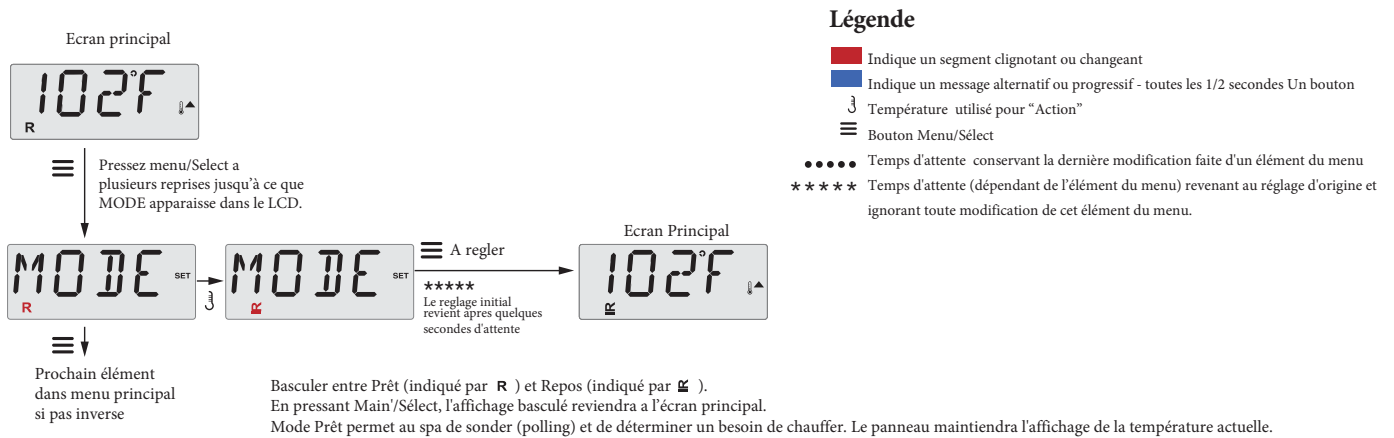 Ecran principal
102°F
R
Pressez menu/Select a
plusieurs reprises jusqu'à ce que
MODE apparaisse dans le LCD.
MODE SET
R
MODE SET
R
A regler
*****
Le reglage initial
revient apres quelques
secondes d'attente
Ecran Principal
102°F
R
Prochain élément
dans menu principal
si pas inverse
Légende
Indique un segment clignotant ou changeant
Indique un message alternatif ou progressif - toutes les 1/2 secondes Un bouton
Température utilisé pour “Action”
Bouton Menu/Sélect
••••• Temps d'attente conservant la dernière modification faite d'un élément du menu
***** Temps d'attente (dépendant de l’élément du menu) revenant au réglage d'origine et
ignorant toute modification de cet élément du menu.
Basculer entre Prêt (indiqué par R ) et Repos (indiqué par R ).
En pressant Main'/Sélect, l'affichage basculé reviendra a l’écran principal.
Mode Prêt permet au spa de sonder (polling) et de déterminer un besoin de chauffer. Le panneau maintiendra l'affichage de la température actuelle.